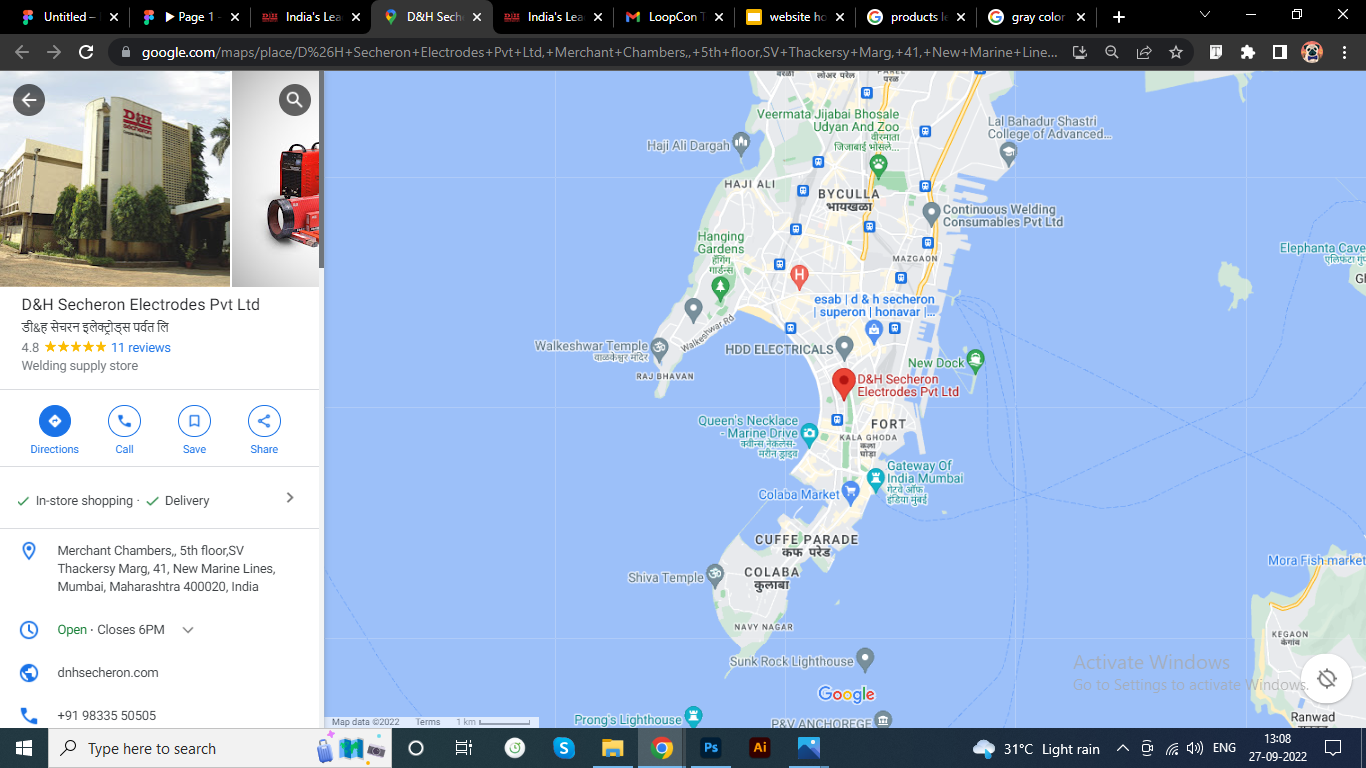 Untitled –
Page 1 -
India's Lea
D&H Sech
India's Lea
LoopCon T
website ho
products le
gray color
google.com/maps/place/D%26H+Secheron+Electrodes+Pvt+Ltd,+Merchant+Chambers,,+5th+floor,SV+Thackersy+Marg,+41,+New+Marine+Line...
D&H
secheron
D&H Secheron Electrodes Pvt Ltd
डी&ह सेचरन इलेक्ट्रोड्स पर्वत लि
4.8
11 reviews
Welding supply store
Directions
Call
Save
Share
In-store shopping · Delivery
Merchant Chambers,, 5th floor,SV
Thackersy Marg, 41, New Marine Lines,
Mumbai, Maharashtra 400020, India
Open · Closes 6PM
dnhsecheron.com
+91 98335 50505
लोअर परेल
परळ
Veermata Jijabai Bhosale
Udyan And Zoo
वीरमाता
जिजाबाई भोसले...
Lal Bahadur Shastri
College of Advanced...
Haji Ali Dargah
HAJI ALI
BYCULLA
भायखळा
Continuous Welding
Consumables Pvt Ltd
Hanging
Gardens
हँगिंग
गार्डन्स
MAZGAON
Elephanta Cave
H
esab | d & h secheron
| superon | honavar |...
Walkeshwar Rd
Walkeshwar Temple
वाळकेश्वर मंदिर
HDD ELECTRICALS
New Dock
RAJ BHAVAN
D&H Secheron
Electrodes Pvt Ltd
Queen's Necklace
- Marine Drive
क्वीन्स नेकलेस-
मरीन ड्राइव
FORT
KALA GHODA
काला
घोड़ा
Gateway Of
India Mumbai
गेटवे ऑफ
इंडिया मुंबई
Colaba Market
CUFFE PARADE
कफ परेड
COLABA
कुलाबा
Shiva Temple
Mora Fish market
NAVY NAGAR
KEGAON
केगांव
Sunk Rock Lighthouse
Activate Windows
Go to Settings to activate Windows.
Google
Ranwad
Prong's Lighthouse
P&V ANCHOREGE
Map data ©2022
Terms
1 km
Type here to search
Ps
Ai
31°C Light rain
ENG
13:08
27-09-2022